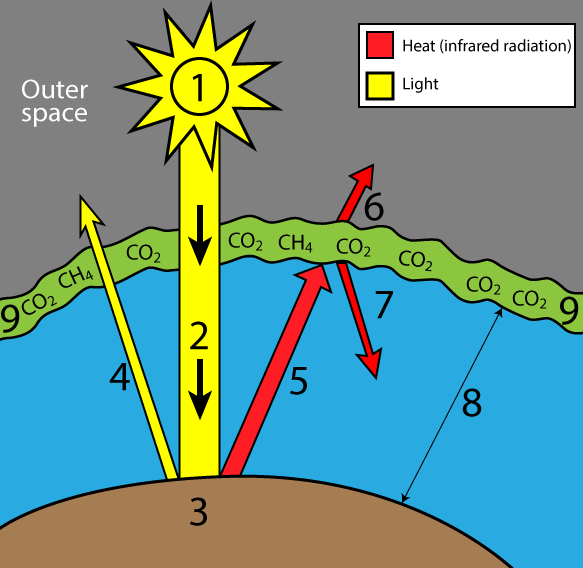 Heat (infrared radiation)
Light
Outer
space
1
2
3
4
5
6
7
8
9
9
CO₂
CH₄
CO₂
CO₂
CH₄
CO₂
CO₂
CO₂
CO₂